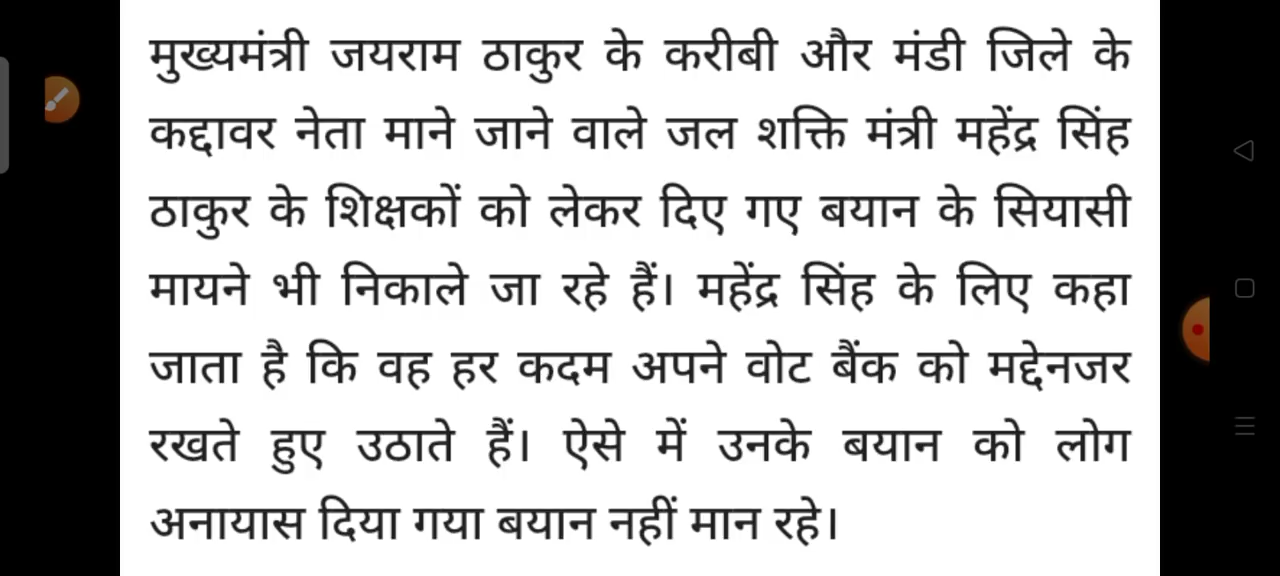 मुख्यमंत्री जयराम ठाकुर के करीबी और मंडी जिले के
कद्दावर नेता माने जाने वाले जल शक्ति मंत्री महेंद्र सिंह
ठाकुर के शिक्षकों को लेकर दिए गए बयान के सियासी
मायने भी निकाले जा रहे हैं। महेंद्र सिंह के लिए कहा
जाता है कि वह हर कदम अपने वोट बैंक को मद्देनजर
रखते हुए उठाते हैं। ऐसे में उनके बयान को लोग
अनायास दिया गया बयान नहीं मान रहे।